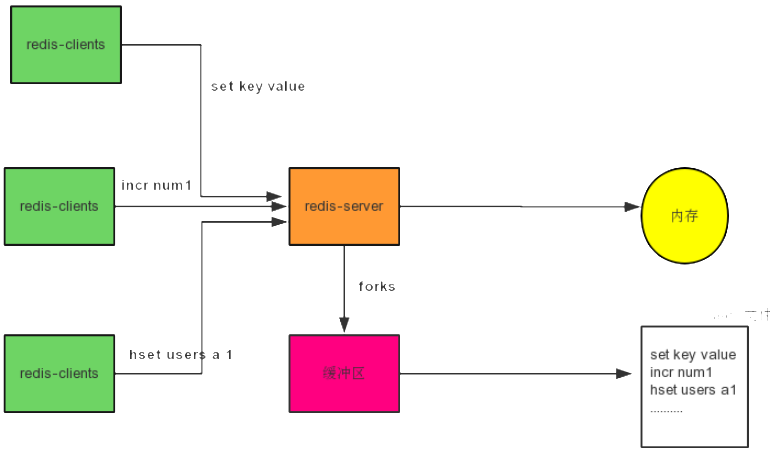 redis-clients
set key value
incr num1
redis-clients
redis-server
内存
forks
hset users a 1
redis-clients
缓冲区
set key value
incr num1
hset users a1
..........